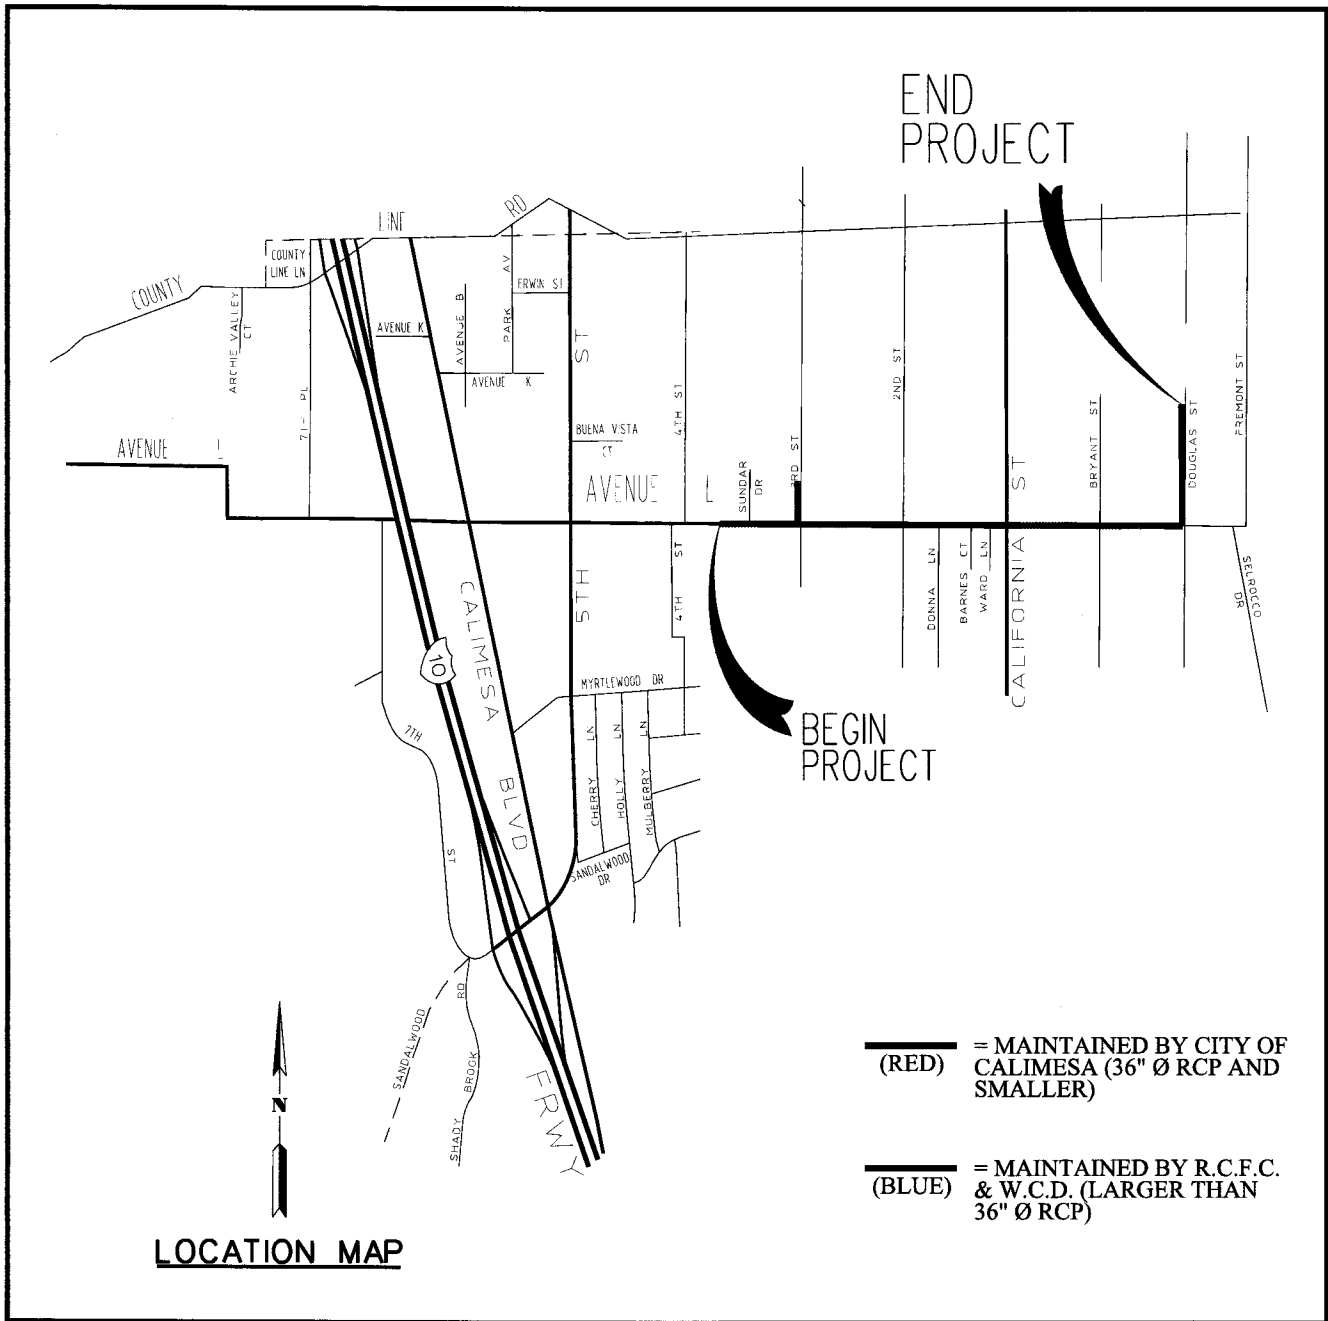 END
PROJECT
LINE
RD
COUNTY
LINE LN
COUNTY
ARCHIE VALLEY
CT
AVENUE K
AVENUE B
PARK AV
ERWIN ST
AVENUE K
ST
BUENA VISTA
CT
4TH ST
2ND ST
3RD ST
BRYANT ST
DOUGLAS ST
FREMONT ST
7TH PL
AVENUE L
AVENUE L
SUNDAR
DR
CALIFORNIA ST
DONNA LN
BARNES CT
WARD LN
SELROCCO
DR
5TH
4TH ST
CALIMESA BLVD
10
MYRTLEWOOD DR
7TH
ST
CHERRY LN
HOLLY LN
MULBERRY LN
SANDALWOOD
DR
BEGIN
PROJECT
SANDALWOOD
RD
SHADY BROOK
FRWY
N
LOCATION MAP
(RED)
= MAINTAINED BY CITY OF
CALIMESA (36" Ø RCP AND
SMALLER)
(BLUE)
= MAINTAINED BY R.C.F.C.
& W.C.D. (LARGER THAN
36" Ø RCP)